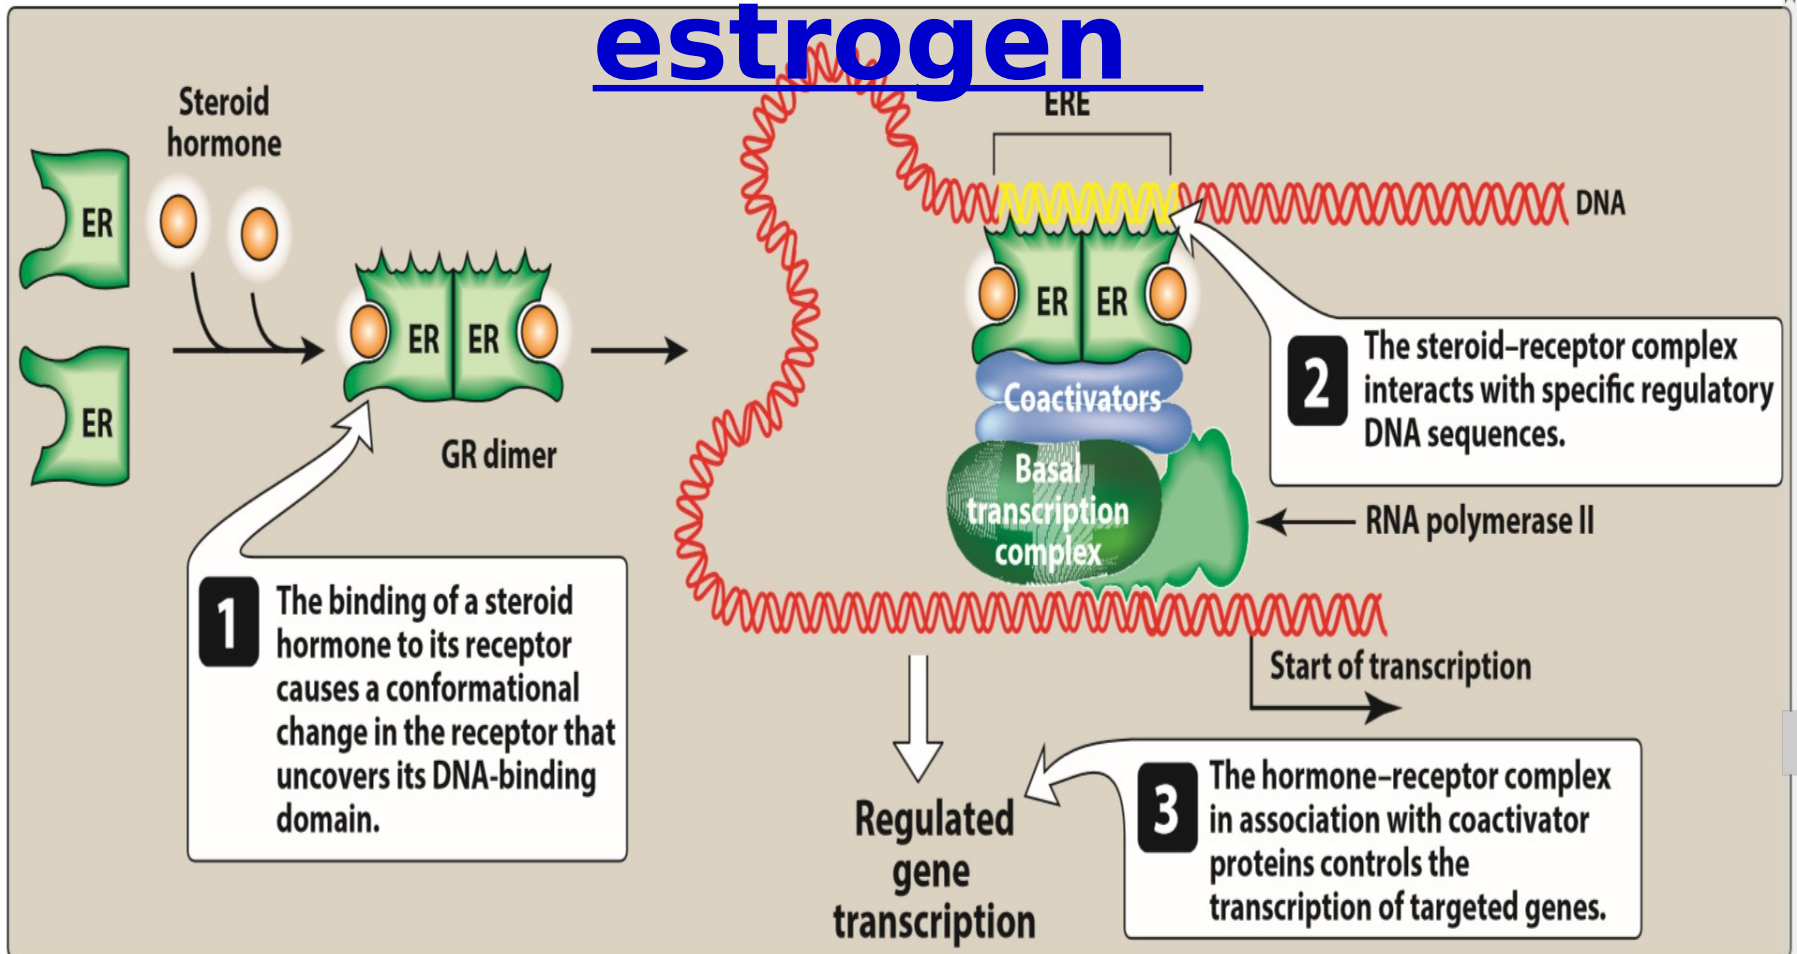 estrogen
Steroid
hormone
ER
ER
ER
ER
GR dimer
ERE
DNA
ER
ER
Coactivators
Basal
transcription
complex
RNA polymerase II
Start of transcription
1
The binding of a steroid
hormone to its receptor
causes a conformational
change in the receptor that
uncovers its DNA-binding
domain.
2
The steroid–receptor complex
interacts with specific regulatory
DNA sequences.
Regulated
gene
transcription
3
The hormone–receptor complex
in association with coactivator
proteins controls the
transcription of targeted genes.